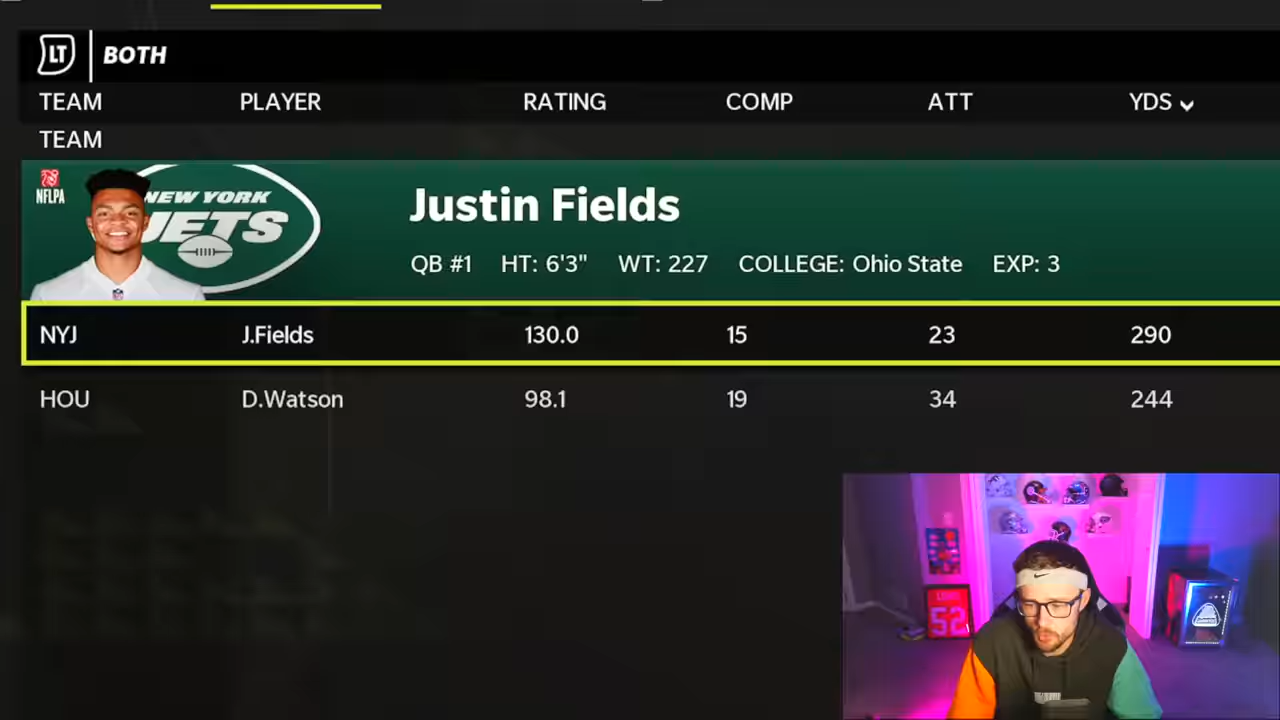 LT BOTH
TEAM PLAYER RATING COMP ATT YDS
TEAM
NFLPA
NEW YORK
JETS
Justin Fields
QB #1 HT: 6'3" WT: 227 COLLEGE: Ohio State EXP: 3
NYJ J.Fields 130.0 15 23 290
HOU D.Watson 98.1 19 34 244
52